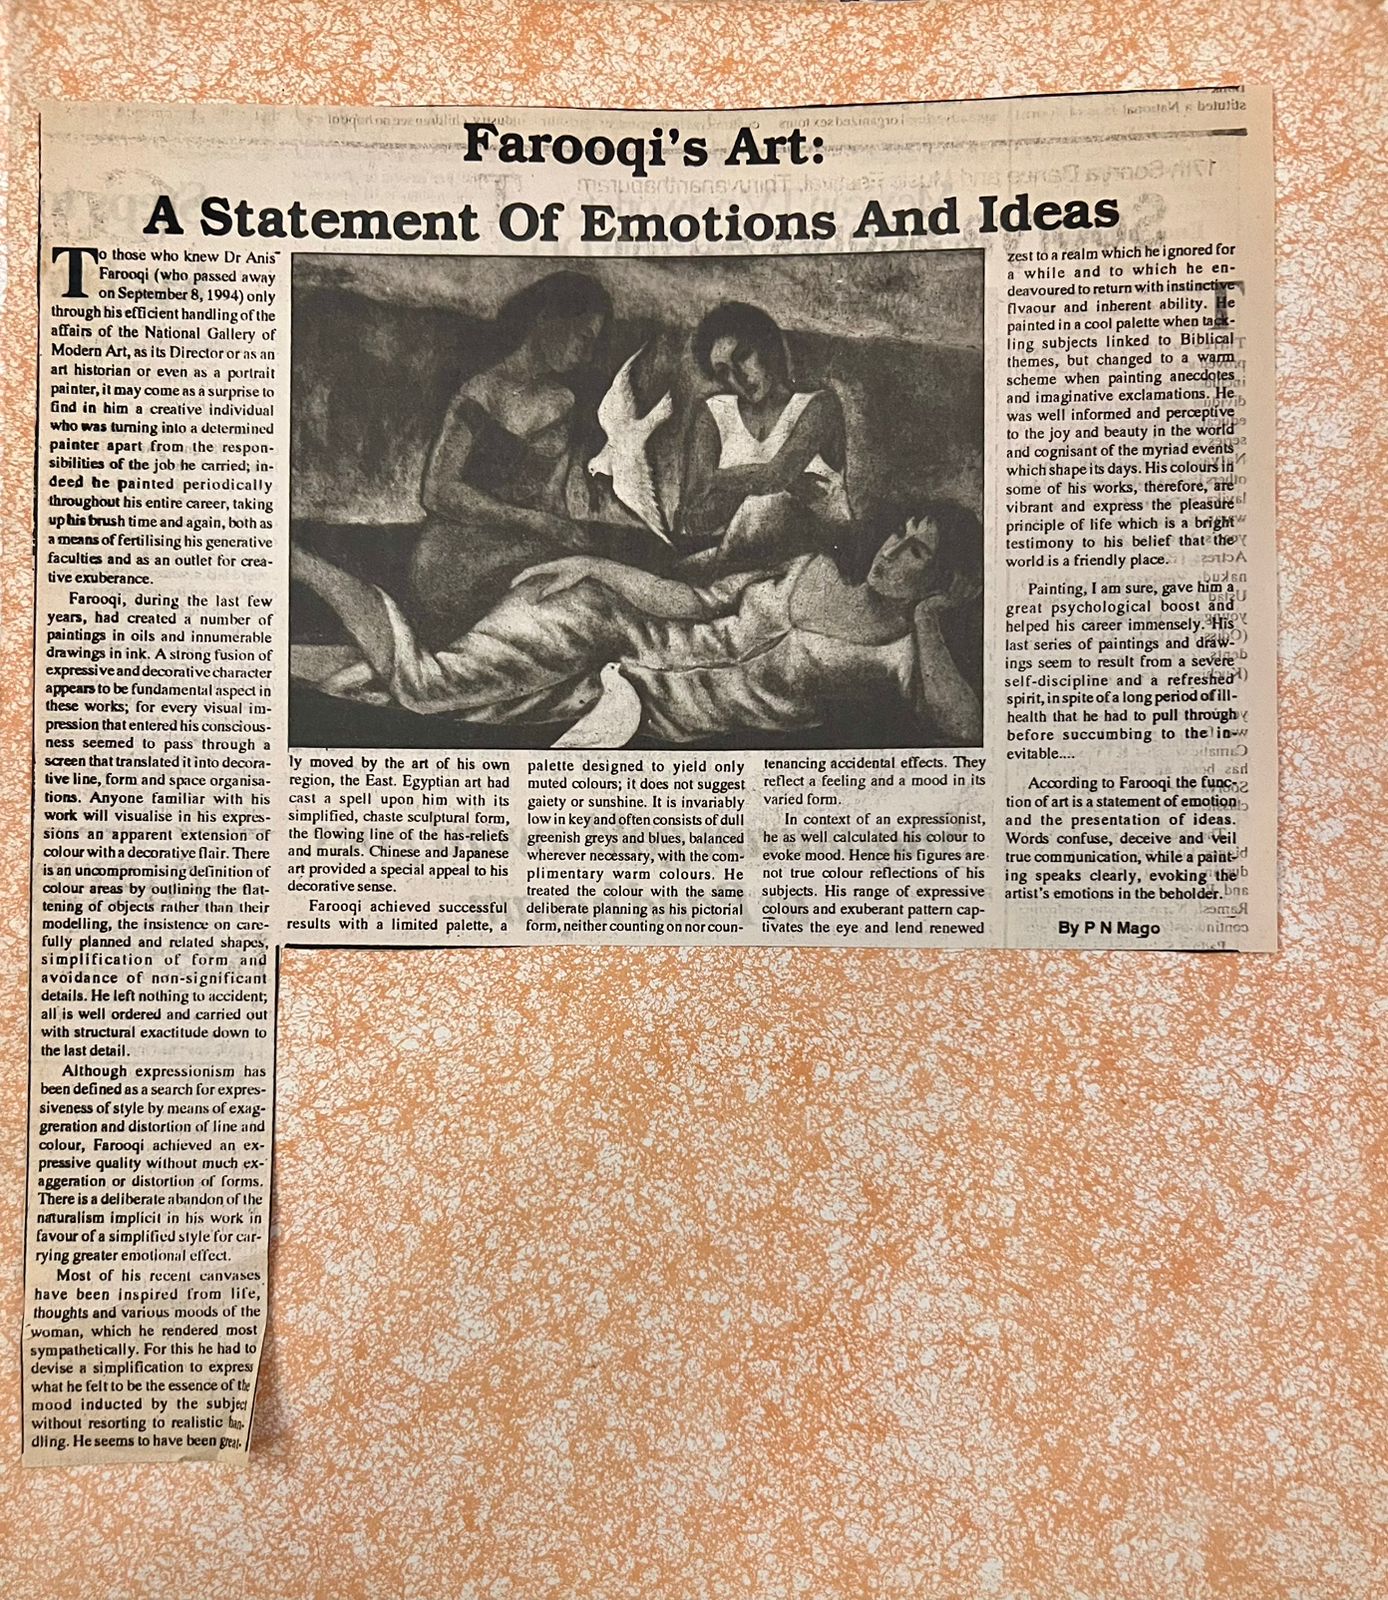 Farooqi's Art:
A Statement Of Emotions And Ideas
To those who knew Dr Anis
Farooqi (who passed away
on September 8, 1994) only
through his efficient handling of the
affairs of the National Gallery of
Modern Art, as its Director or as an
art historian or even as a portrait
painter, it may come as a surprise to
find in him a creative individual
who was turning into a determined
painter apart from the respon-
sibilities of the job he carried; in-
deed he painted periodically
throughout his entire career, taking
up his brush time and again, both as
a means of fertilising his generative
faculties and as an outlet for crea-
tive exuberance.
Farooqi, during the last few
years, had created a number of
paintings in oils and innumerable
drawings in ink. A strong fusion of
expressive and decorative character
appears to be fundamental aspect in
these works; for every visual im-
pression that entered his conscious-
ness seemed to pass through a
screen that translated it into decora-
tive line, form and space organisa-
tions. Anyone familiar with his
work will visualise in his expres-
sions an apparent extension of
colour with a decorative flair. There
is an uncompromising definition of
colour areas by outlining the flat-
tening of objects rather than their
modelling, the insistence on care-
fully planned and related shapes,
simplification of form and
avoidance of non-significant
details. He left nothing to accident;
all is well ordered and carried out
with structural exactitude down to
the last detail.
Although expressionism has
been defined as a search for expres-
siveness of style by means of exag-
greration and distortion of line and
colour, Farooqi achieved an ex-
pressive quality without much ex-
aggeration or distortion of forms.
There is a deliberate abandon of the
naturalism implicit in his work in
favour of a simplified style for car-
rying greater emotional effect.
Most of his recent canvases
have been inspired from life,
thoughts and various moods of the
woman, which he rendered most
sympathetically. For this he had to
devise a simplification to express
what he felt to be the essence of the
mood inducted by the subject
without resorting to realistic han-
dling. He seems to have been great-
ly moved by the art of his own
region, the East. Egyptian art had
cast a spell upon him with its
simplified, chaste sculptural form,
the flowing line of the has-reliefs
and murals. Chinese and Japanese
art provided a special appeal to his
decorative sense.
Farooqi achieved successful
results with a limited palette, a
palette designed to yield only
muted colours; it does not suggest
gaiety or sunshine. It is invariably
low in key and often consists of dull
greenish greys and blues, balanced
wherever necessary, with the com-
plimentary warm colours. He
treated the colour with the same
deliberate planning as his pictorial
form, neither counting on nor coun-
tenancing accidental effects. They
reflect a feeling and a mood in its
varied form.
In context of an expressionist,
he as well calculated his colour to
evoke mood. Hence his figures are
not true colour reflections of his
subjects. His range of expressive
colours and exuberant pattern cap-
tivates the eye and lend renewed
zest to a realm which he ignored for
a while and to which he en-
deavoured to return with instinctive
flvaour and inherent ability. He
painted in a cool palette when tack-
ling subjects linked to Biblical
themes, but changed to a warm
scheme when painting anecdotes
and imaginative exclamations. He
was well informed and perceptive
to the joy and beauty in the world
and cognisant of the myriad events
which shape its days. His colours in
some of his works, therefore, are
vibrant and express the pleasure
principle of life which is a bright
testimony to his belief that the
world is a friendly place.
Painting, I am sure, gave him a
great psychological boost and
helped his career immensely. His
last series of paintings and draw-
ings seem to result from a severe
self-discipline and a refreshed
spirit, in spite of a long period of ill-
health that he had to pull through
before succumbing to the in-
evitable....
According to Farooqi the func-
tion of art is a statement of emotion
and the presentation of ideas.
Words confuse, deceive and veil
true communication, while a paint-
ing speaks clearly, evoking the
artist's emotions in the beholder.
By P N Mago